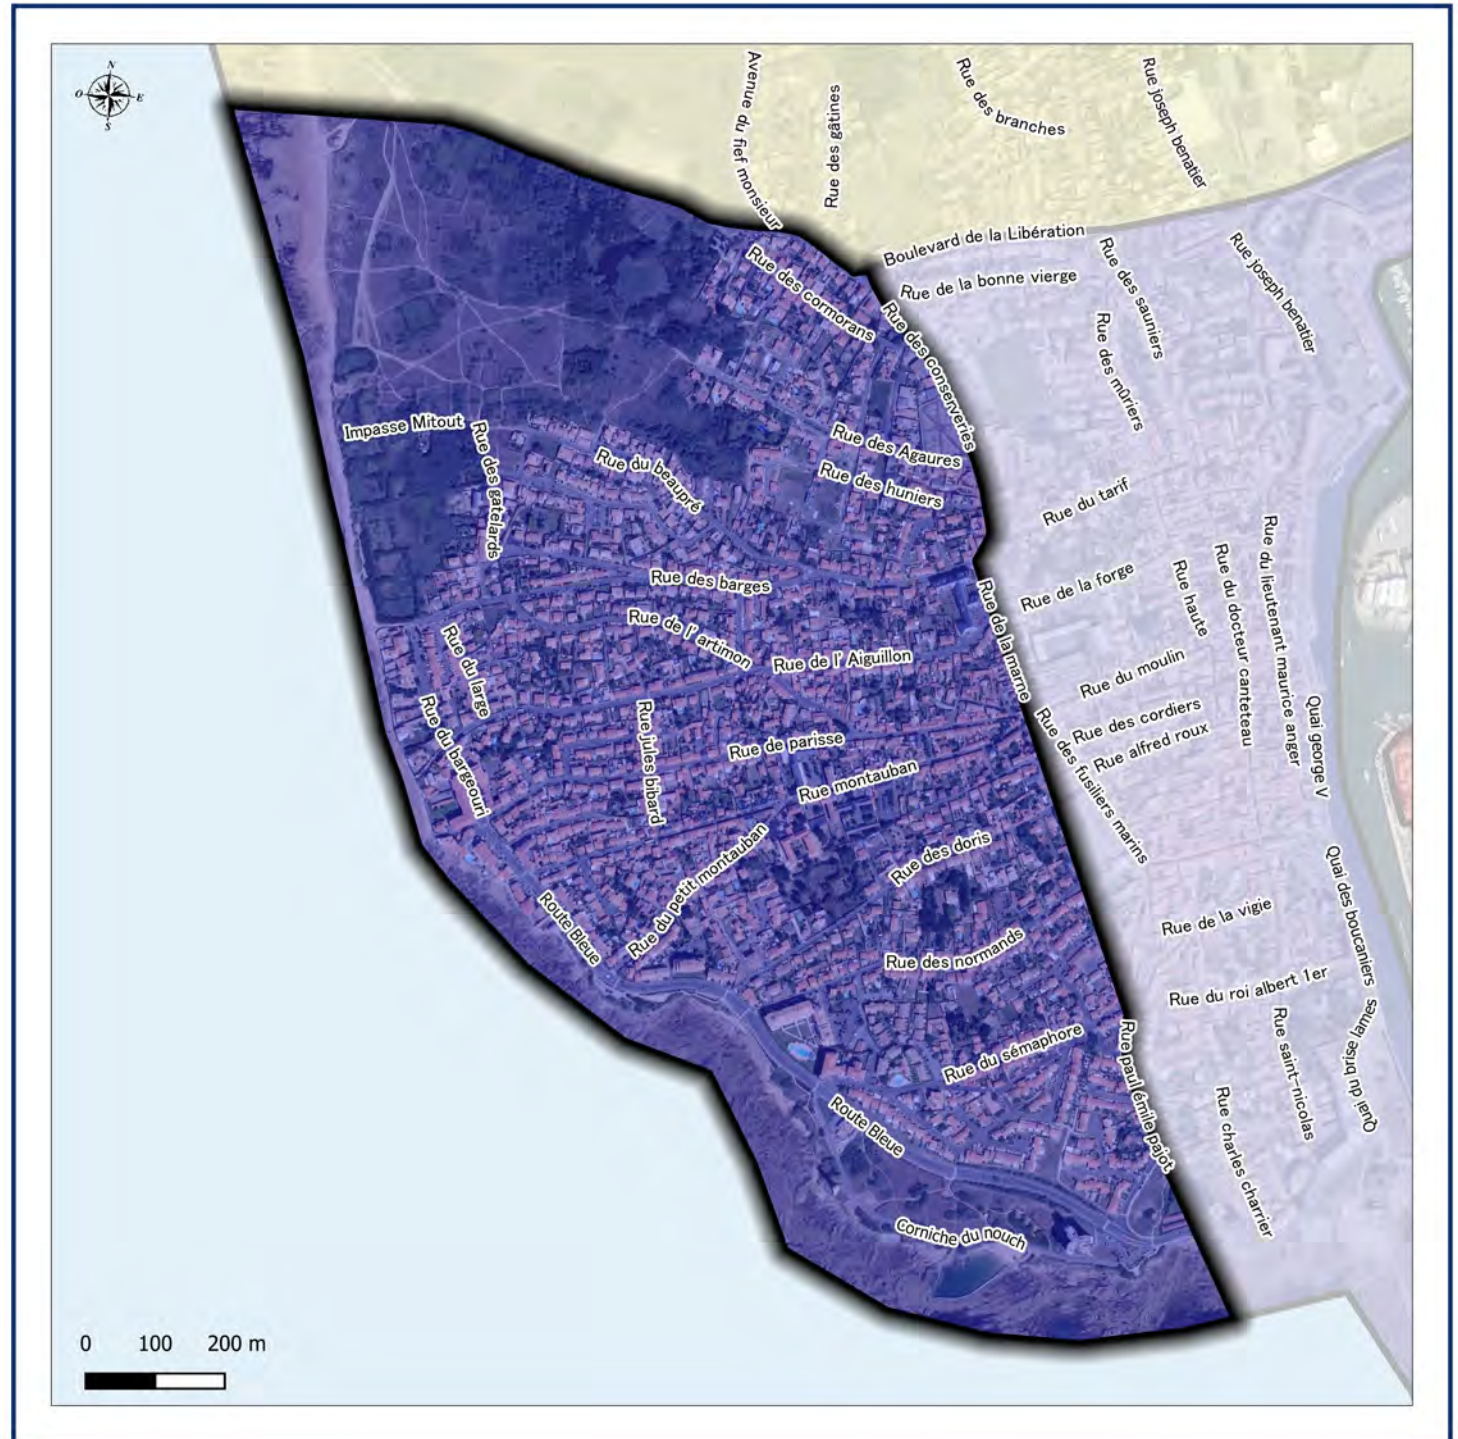 N
O
E
S
Avenue du fief monsieur
Rue des gâtines
Rue des branches
Rue joseph benatier
Boulevard de la Libération
Rue de la bonne vierge
Rue des sauniers
Rue joseph benatier
Rue des cormorans
Rue des conserveries
Rue des mûriers
Impasse Mitout
Rue des gatelards
Rue du beaupré
Rue des Agaures
Rue des huniers
Rue du tarif
Rue des barges
Rue de la forge
Rue haute
Rue du docteur canteteau
Rue du lieutenant maurice anger
Rue de l' artimon
Rue de l' Aiguillon
Rue de la marne
Rue du large
Rue du moulin
Rue du bargeouri
Rue jules bibard
Rue de parisse
Rue des cordiers
Rue alfred roux
Quai george V
Rue montauban
Rue des fusiliers marins
Rue du petit montauban
Rue des doris
Quai des boucaniers
Route Bleue
Rue des normands
Rue de la vigie
Rue du roi albert 1er
Rue du sémaphore
Rue paul émile pajot
Rue saint-nicolas
Quai du brise lames
Route Bleue
Rue charles charrier
Corniche du nouch
0 100 200 m